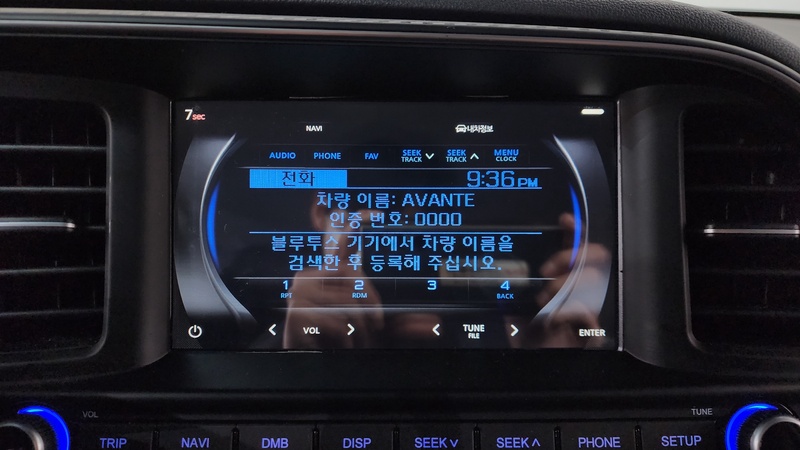 7sec
NAVI 내차정보
AUDIO PHONE FAV SEEK TRACK ∨ SEEK TRACK ∧ MENU CLOCK
전화 9:36 PM
차량 이름: AVANTE
인증 번호: 0000
블루투스 기기에서 차량 이름을
검색한 후 등록해 주십시오.
1 2 3 4
RPT RDM BACK
< VOL > < TUNE > ENTER
FILE
VOL TUNE
TRIP NAVI DMB DISP SEEK∨ SEEK∧ PHONE SETUP